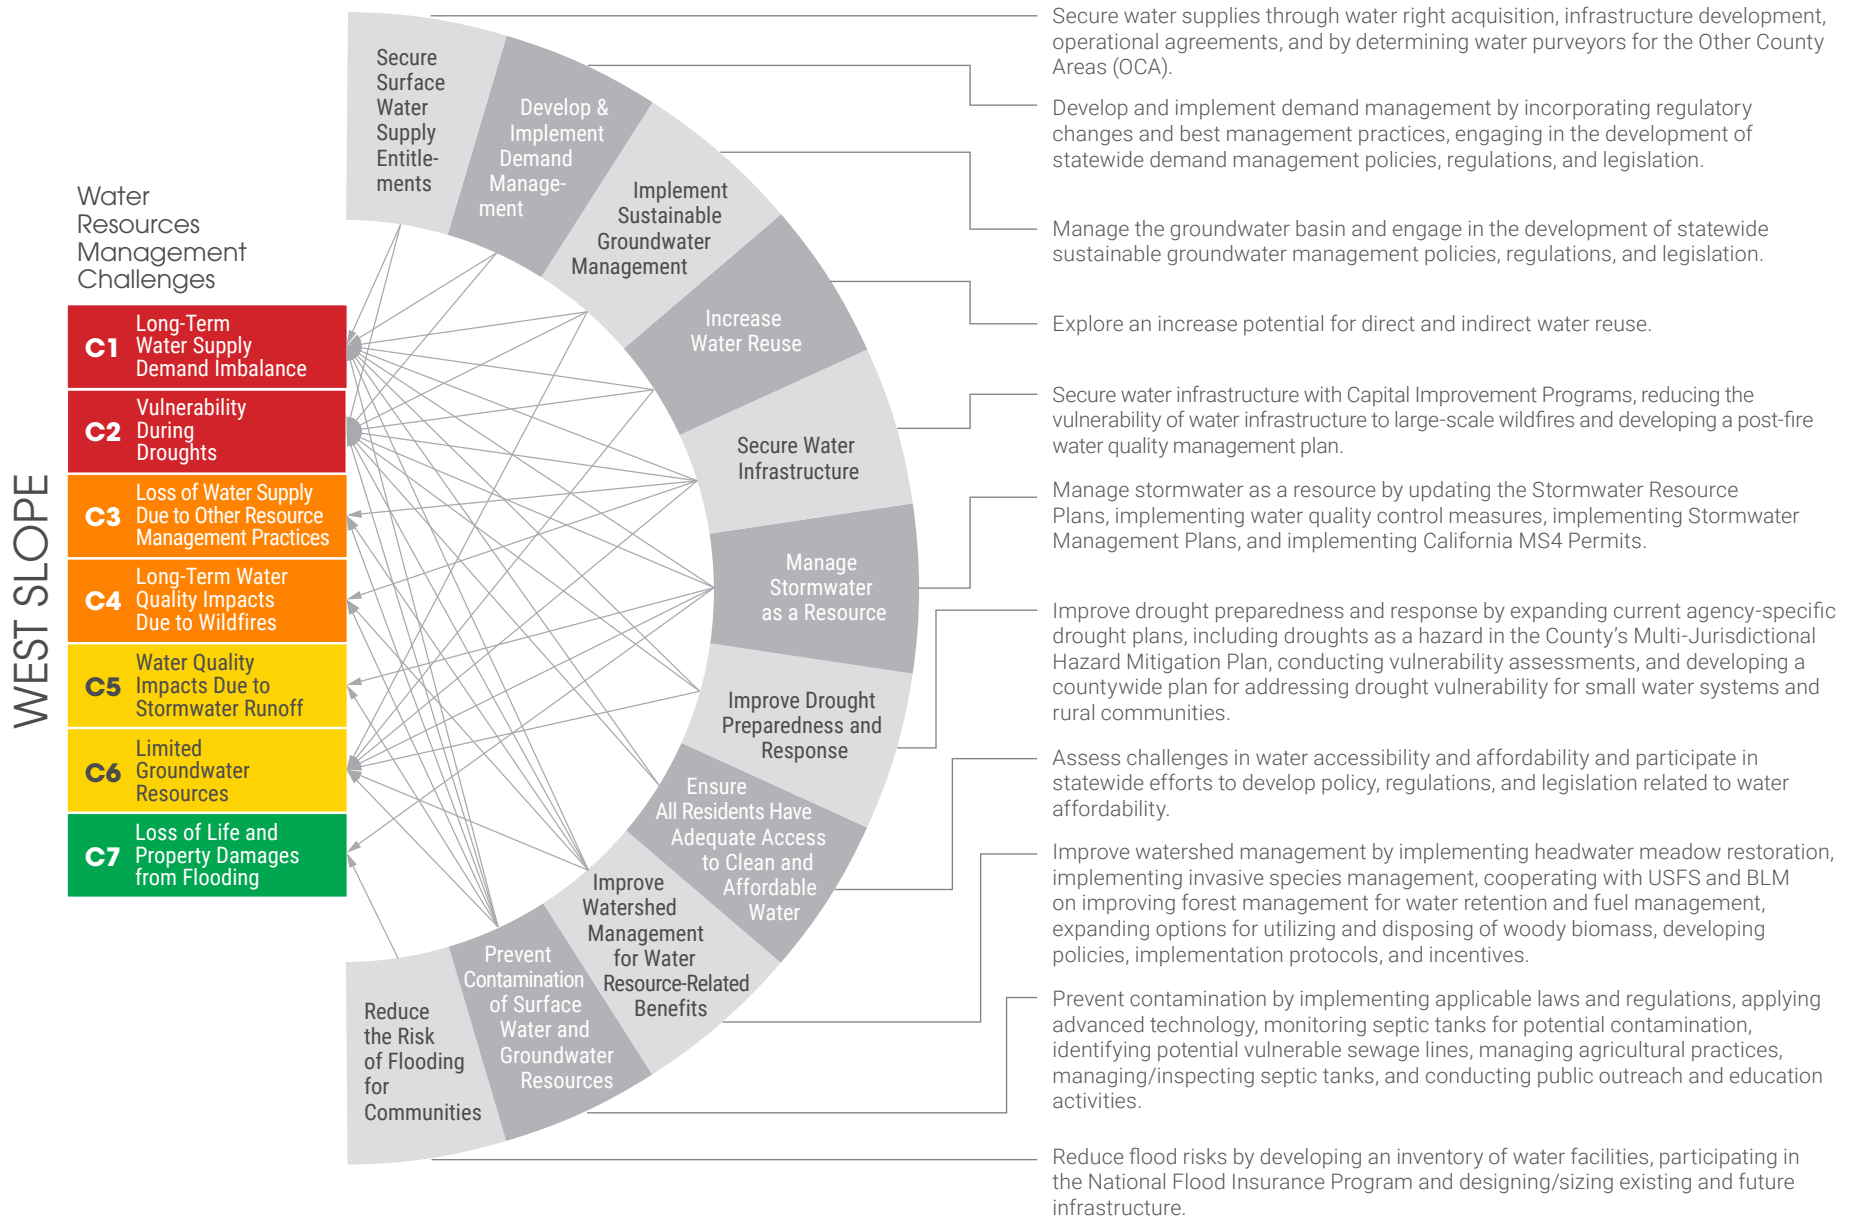 WEST SLOPE
Water
Resources
Management
Challenges
C1
Long-Term
Water Supply
Demand Imbalance
C2
Vulnerability
During
Droughts
C3
Loss of Water Supply
Due to Other Resource
Management Practices
C4
Long-Term Water
Quality Impacts
Due to Wildfires
C5
Water Quality
Impacts Due to
Stormwater Runoff
C6
Limited
Groundwater
Resources
C7
Loss of Life and
Property Damages
from Flooding
Secure
Surface
Water
Supply
Entitle-
ments
Develop &
Implement
Demand
Manage-
ment
Implement
Sustainable
Groundwater
Management
Increase
Water Reuse
Secure Water
Infrastructure
Manage
Stormwater
as a Resource
Improve Drought
Preparedness and
Response
Ensure
All Residents Have
Adequate Access
to Clean and
Affordable
Water
Improve
Watershed
Management
for Water
Resource-Related
Benefits
Prevent
Contamination
of Surface
Water and
Groundwater
Resources
Reduce
the Risk
of Flooding
for
Communities
Secure water supplies through water right acquisition, infrastructure development,
operational agreements, and by determining water purveyors for the Other County
Areas (OCA).
Develop and implement demand management by incorporating regulatory
changes and best management practices, engaging in the development of
statewide demand management policies, regulations, and legislation.
Manage the groundwater basin and engage in the development of statewide
sustainable groundwater management policies, regulations, and legislation.
Explore an increase potential for direct and indirect water reuse.
Secure water infrastructure with Capital Improvement Programs, reducing the
vulnerability of water infrastructure to large-scale wildfires and developing a post-fire
water quality management plan.
Manage stormwater as a resource by updating the Stormwater Resource
Plans, implementing water quality control measures, implementing Stormwater
Management Plans, and implementing California MS4 Permits.
Improve drought preparedness and response by expanding current agency-specific
drought plans, including droughts as a hazard in the County's Multi-Jurisdictional
Hazard Mitigation Plan, conducting vulnerability assessments, and developing a
countywide plan for addressing drought vulnerability for small water systems and
rural communities.
Assess challenges in water accessibility and affordability and participate in
statewide efforts to develop policy, regulations, and legislation related to water
affordability.
Improve watershed management by implementing headwater meadow restoration,
implementing invasive species management, cooperating with USFS and BLM
on improving forest management for water retention and fuel management,
expanding options for utilizing and disposing of woody biomass, developing
policies, implementation protocols, and incentives.
Prevent contamination by implementing applicable laws and regulations, applying
advanced technology, monitoring septic tanks for potential contamination,
identifying potential vulnerable sewage lines, managing agricultural practices,
managing/inspecting septic tanks, and conducting public outreach and education
activities.
Reduce flood risks by developing an inventory of water facilities, participating in
the National Flood Insurance Program and designing/sizing existing and future
infrastructure.